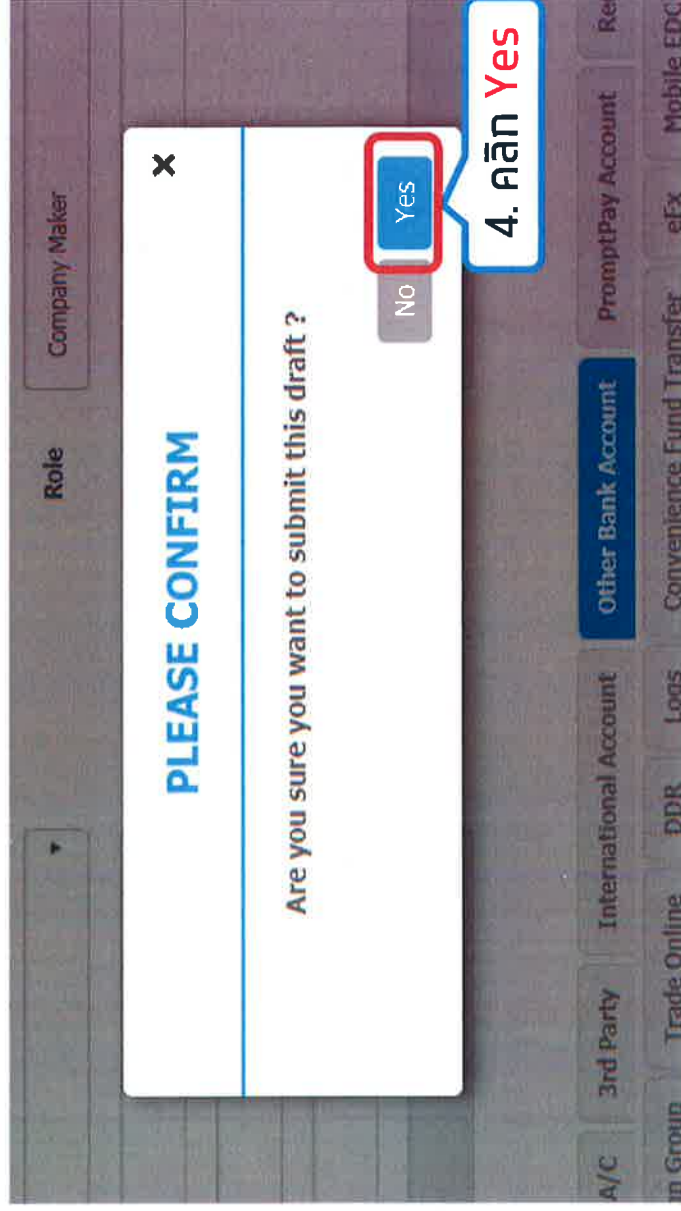 Role Company Maker
PLEASE CONFIRM
×
Are you sure you want to submit this draft ?
No Yes
4. คลิก Yes
A/C 3rd Party International Account Other Bank Account PromptPay Account
Trade Online DDR Logs Convenience Fund Transfer eFx Mobile EDC